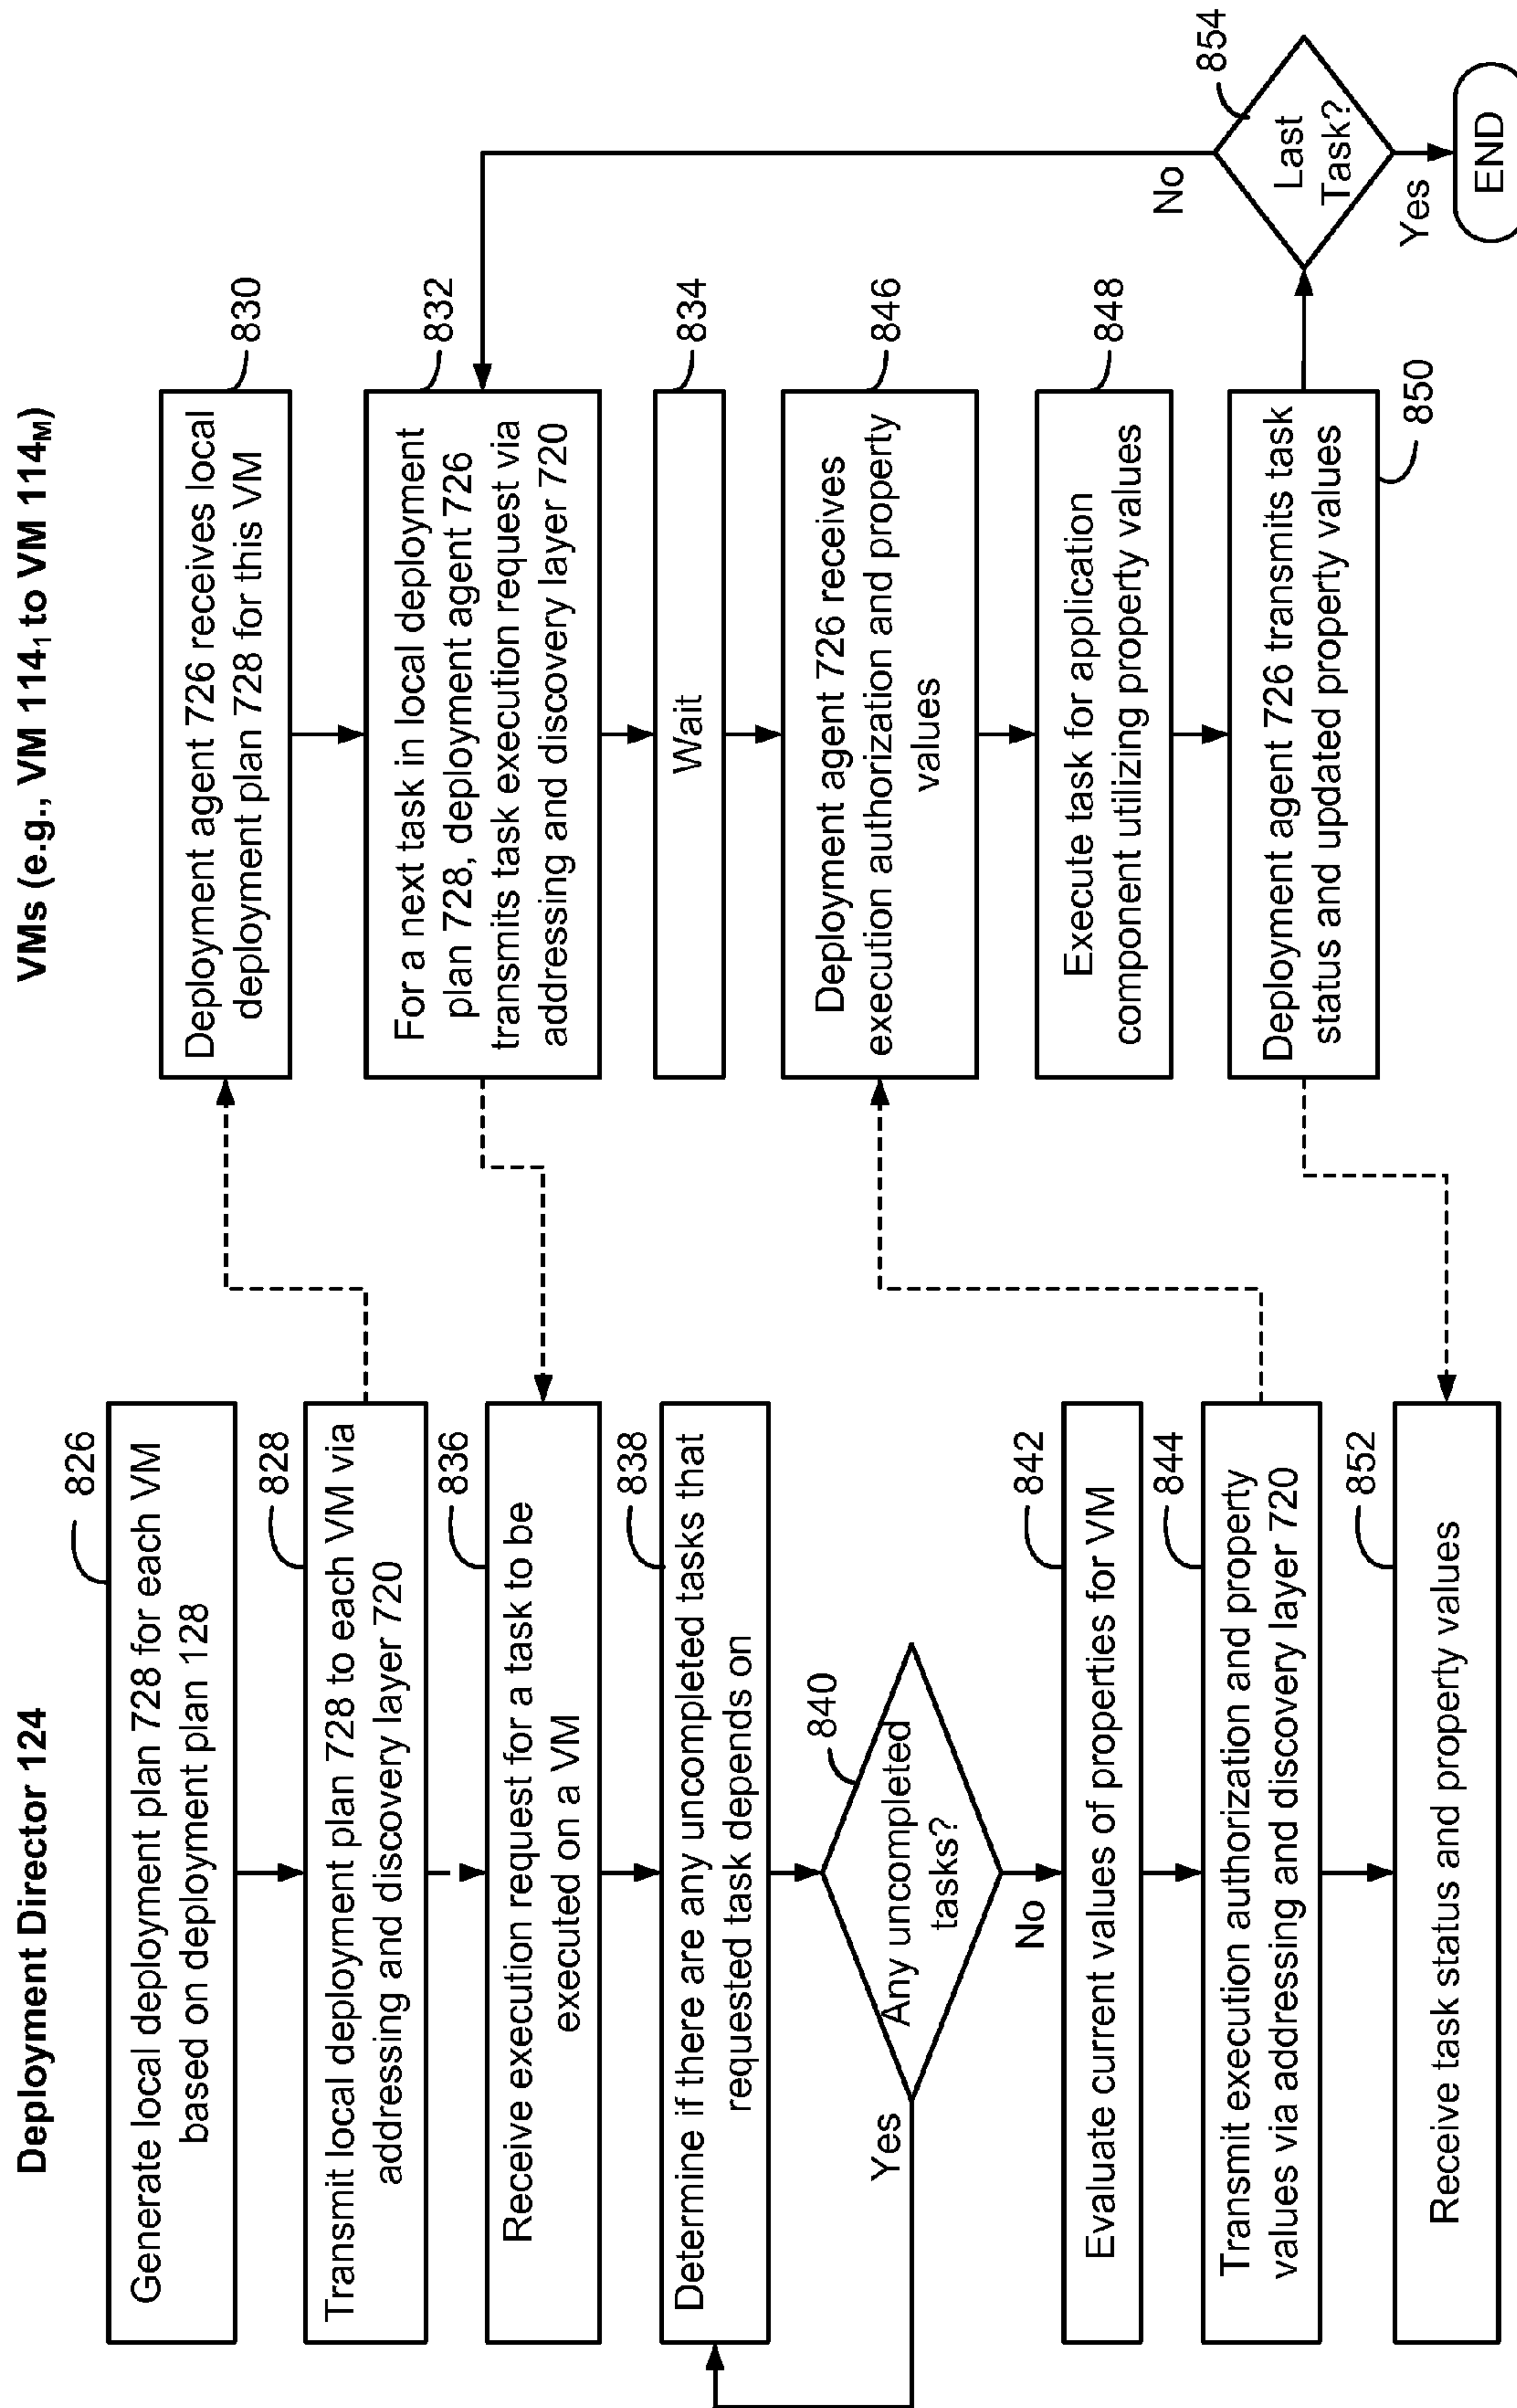 Deployment Director 124
826
Generate local deployment plan 728 for each VM
based on deployment plan 128
828
Transmit local deployment plan 728 to each VM via
addressing and discovery layer 720
836
Receive execution request for a task to be
executed on a VM
838
Determine if there are any uncompleted tasks that
requested task depends on
840
Any uncompleted
tasks?
Yes
No
842
Evaluate current values of properties for VM
844
Transmit execution authorization and property
values via addressing and discovery layer 720
852
Receive task status and property values
VMs (e.g., VM 114₁ to VM 114M)
830
Deployment agent 726 receives local
deployment plan 728 for this VM
832
For a next task in local deployment
plan 728, deployment agent 726
transmits task execution request via
addressing and discovery layer 720
834
Wait
846
Deployment agent 726 receives
execution authorization and property
values
848
Execute task for application
component utilizing property values
850
Deployment agent 726 transmits task
status and updated property values
854
Last
Task?
No
Yes
END